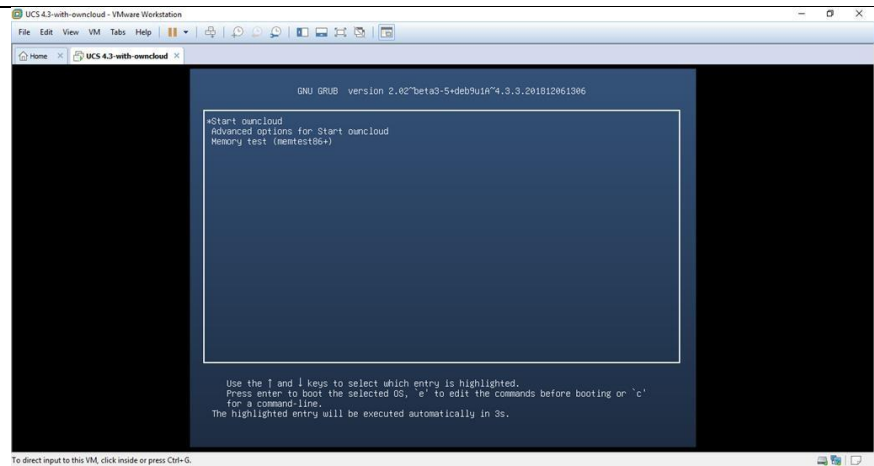 UCS 4.3-with-owncloud - VMware Workstation
File Edit View VM Tabs Help
Home × UCS 4.3-with-owncloud ×
GNU GRUB version 2.02~beta3-5+deb9u1A~4.3.3.201812061306
*Start owncloud
Advanced options for Start owncloud
Memory test (memtest86+)
Use the ↑ and ↓ keys to select which entry is highlighted.
Press enter to boot the selected OS, `e' to edit the commands before booting or `c'
for a command-line.
The highlighted entry will be executed automatically in 3s.
To direct input to this VM, click inside or press Ctrl+G.